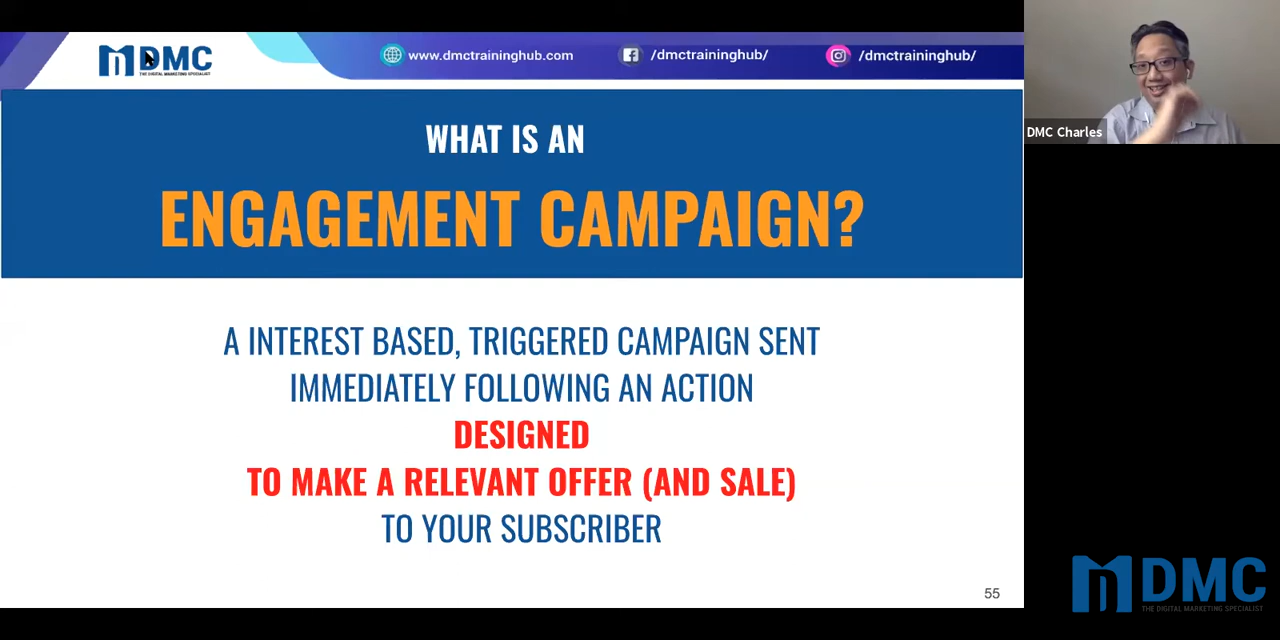 DMC
THE DIGITAL MARKETING SPECIALIST
www.dmctraininghub.com
/dmctraininghub/
/dmctraininghub/
DMC Charles
WHAT IS AN
ENGAGEMENT CAMPAIGN?
A INTEREST BASED, TRIGGERED CAMPAIGN SENT
IMMEDIATELY FOLLOWING AN ACTION
DESIGNED
TO MAKE A RELEVANT OFFER (AND SALE)
TO YOUR SUBSCRIBER
55
DMC
THE DIGITAL MARKETING SPECIALIST